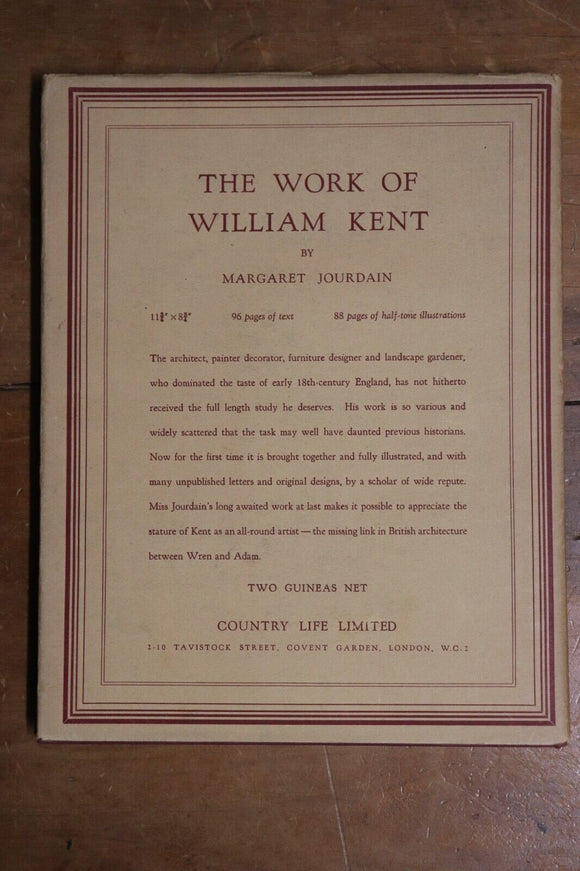 THE WORK OF
WILLIAM KENT
BY
MARGARET JOURDAIN
11¾" × 8¾" 96 pages of text 88 pages of half-tone illustrations
The architect, painter decorator, furniture designer and landscape gardener,
who dominated the taste of early 18th-century England, has not hitherto
received the full length study he deserves. His work is so various and
widely scattered that the task may well have daunted previous historians.
Now for the first time it is brought together and fully illustrated, and with
many unpublished letters and original designs, by a scholar of wide repute.
Miss Jourdain's long awaited work at last makes it possible to appreciate the
stature of Kent as an all-round artist — the missing link in British architecture
between Wren and Adam.
TWO GUINEAS NET
COUNTRY LIFE LIMITED
2-10 TAVISTOCK STREET, COVENT GARDEN, LONDON, W.C.2